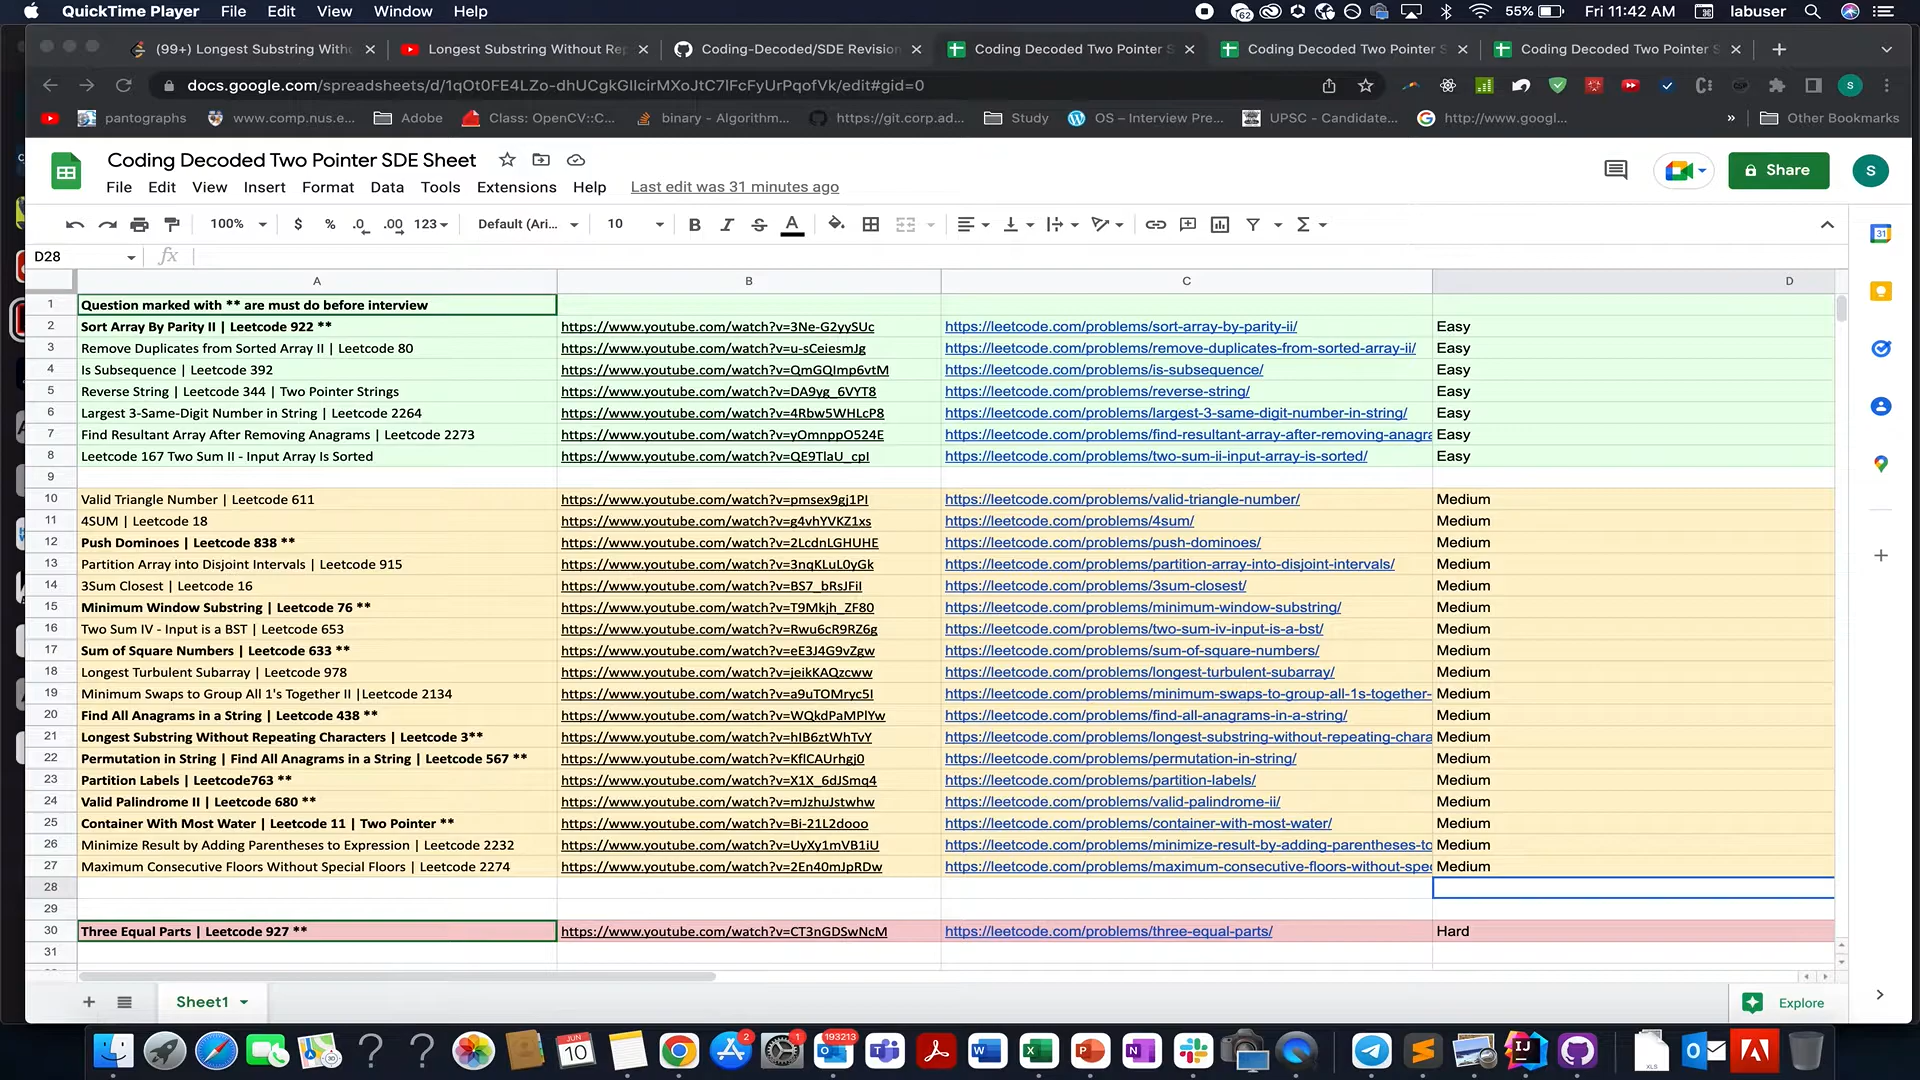 QuickTime Player File Edit View Window Help 62 55% Fri 11:42 AM labuser
(99+) Longest Substring With Longest Substring Without Re Coding-Decoded/SDE Revision Coding Decoded Two Pointer S Coding Decoded Two Pointer S Coding Decoded Two Pointer S
docs.google.com/spreadsheets/d/1qOt0FE4LZo-dhUCgkGIlcirMXoJtC7lFcFyUrPqofVk/edit#gid=0 S
pantographs www.comp.nus.e... Adobe Class: OpenCV::C... binary - Algorithm... https://git.corp.ad... Study OS – Interview Pre... UPSC - Candidate... http://www.googl... » Other Bookmarks
Coding Decoded Two Pointer SDE Sheet
File Edit View Insert Format Data Tools Extensions Help Last edit was 31 minutes ago Share S
100% $ % .0 .00 123 Default (Ari... 10 B I S A Σ 31
D28 fx
A B C D
1 Question marked with ** are must do before interview
2 Sort Array By Parity II | Leetcode 922 ** https://www.youtube.com/watch?v=3Ne-G2yySUc https://leetcode.com/problems/sort-array-by-parity-ii/ Easy
3 Remove Duplicates from Sorted Array II | Leetcode 80 https://www.youtube.com/watch?v=u-sCeiesmJg https://leetcode.com/problems/remove-duplicates-from-sorted-array-ii/ Easy
4 Is Subsequence | Leetcode 392 https://www.youtube.com/watch?v=QmGQImp6vtM https://leetcode.com/problems/is-subsequence/ Easy
5 Reverse String | Leetcode 344 | Two Pointer Strings https://www.youtube.com/watch?v=DA9yg_6VYT8 https://leetcode.com/problems/reverse-string/ Easy
6 Largest 3-Same-Digit Number in String | Leetcode 2264 https://www.youtube.com/watch?v=4Rbw5WHLcP8 https://leetcode.com/problems/largest-3-same-digit-number-in-string/ Easy
7 Find Resultant Array After Removing Anagrams | Leetcode 2273 https://www.youtube.com/watch?v=yOmnppO524E https://leetcode.com/problems/find-resultant-array-after-removing-anagra Easy
8 Leetcode 167 Two Sum II - Input Array Is Sorted https://www.youtube.com/watch?v=QE9TlaU_cpI https://leetcode.com/problems/two-sum-ii-input-array-is-sorted/ Easy
9
10 Valid Triangle Number | Leetcode 611 https://www.youtube.com/watch?v=pmsex9gj1PI https://leetcode.com/problems/valid-triangle-number/ Medium
11 4SUM | Leetcode 18 https://www.youtube.com/watch?v=g4vhYVKZ1xs https://leetcode.com/problems/4sum/ Medium
12 Push Dominoes | Leetcode 838 ** https://www.youtube.com/watch?v=2LcdnLGHUHE https://leetcode.com/problems/push-dominoes/ Medium
13 Partition Array into Disjoint Intervals | Leetcode 915 https://www.youtube.com/watch?v=3nqKLuL0yGk https://leetcode.com/problems/partition-array-into-disjoint-intervals/ Medium
14 3Sum Closest | Leetcode 16 https://www.youtube.com/watch?v=BS7_bRsJFiI https://leetcode.com/problems/3sum-closest/ Medium
15 Minimum Window Substring | Leetcode 76 ** https://www.youtube.com/watch?v=T9Mkjh_ZF80 https://leetcode.com/problems/minimum-window-substring/ Medium
16 Two Sum IV - Input is a BST | Leetcode 653 https://www.youtube.com/watch?v=Rwu6cR9RZ6g https://leetcode.com/problems/two-sum-iv-input-is-a-bst/ Medium
17 Sum of Square Numbers | Leetcode 633 ** https://www.youtube.com/watch?v=eE3J4G9vZgw https://leetcode.com/problems/sum-of-square-numbers/ Medium
18 Longest Turbulent Subarray | Leetcode 978 https://www.youtube.com/watch?v=jeikKAQzcww https://leetcode.com/problems/longest-turbulent-subarray/ Medium
19 Minimum Swaps to Group All 1's Together II |Leetcode 2134 https://www.youtube.com/watch?v=a9uTOMryc5I https://leetcode.com/problems/minimum-swaps-to-group-all-1s-together- Medium
20 Find All Anagrams in a String | Leetcode 438 ** https://www.youtube.com/watch?v=WQkdPaMPlYw https://leetcode.com/problems/find-all-anagrams-in-a-string/ Medium
21 Longest Substring Without Repeating Characters | Leetcode 3** https://www.youtube.com/watch?v=hIB6ztWhTvY https://leetcode.com/problems/longest-substring-without-repeating-chara Medium
22 Permutation in String | Find All Anagrams in a String | Leetcode 567 ** https://www.youtube.com/watch?v=KflCAUrhgj0 https://leetcode.com/problems/permutation-in-string/ Medium
23 Partition Labels | Leetcode763 ** https://www.youtube.com/watch?v=X1X_6dJSmq4 https://leetcode.com/problems/partition-labels/ Medium
24 Valid Palindrome II | Leetcode 680 ** https://www.youtube.com/watch?v=mJzhuJstwhw https://leetcode.com/problems/valid-palindrome-ii/ Medium
25 Container With Most Water | Leetcode 11 | Two Pointer ** https://www.youtube.com/watch?v=Bi-21L2dooo https://leetcode.com/problems/container-with-most-water/ Medium
26 Minimize Result by Adding Parentheses to Expression | Leetcode 2232 https://www.youtube.com/watch?v=UvXy1mVB1iU https://leetcode.com/problems/minimize-result-by-adding-parentheses-to Medium
27 Maximum Consecutive Floors Without Special Floors | Leetcode 2274 https://www.youtube.com/watch?v=2En40mJpRDw https://leetcode.com/problems/maximum-consecutive-floors-without-spe Medium
28
29
30 Three Equal Parts | Leetcode 927 ** https://www.youtube.com/watch?v=CT3nGDSwNcM https://leetcode.com/problems/three-equal-parts/ Hard
31
Sheet1 Explore
JUN 10 2 1 193213 W X P N IJ XLS